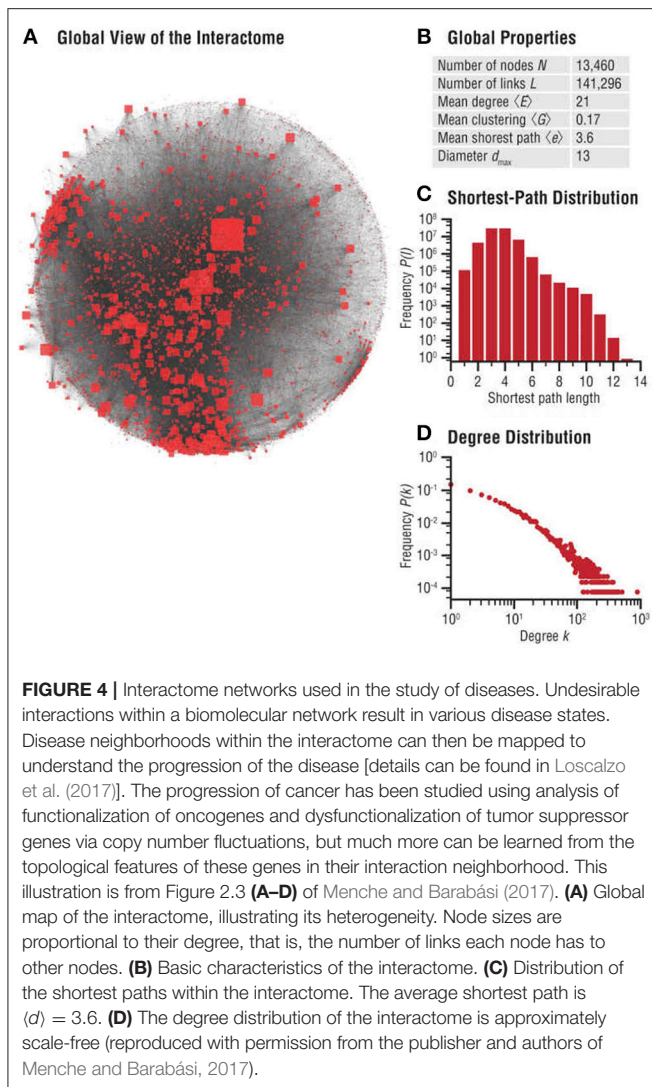 A Global View of the Interactome
B Global Properties
Number of nodes N 13,460
Number of links L 141,296
Mean degree ⟨E⟩ 21
Mean clustering ⟨G⟩ 0.17
Mean shorest path ⟨e⟩ 3.6
Diameter d_max 13
C Shortest-Path Distribution
Frequency P(l)
10⁸
10⁷
10⁶
10⁵
10⁴
10³
10²
10¹
10⁰
0 2 4 6 8 10 12 14
Shortest path length
D Degree Distribution
Frequency P(k)
10⁰
10⁻¹
10⁻²
10⁻³
10⁻⁴
10⁰ 10¹ 10² 10³
Degree k
FIGURE 4 | Interactome networks used in the study of diseases. Undesirable
interactions within a biomolecular network result in various disease states.
Disease neighborhoods within the interactome can then be mapped to
understand the progression of the disease [details can be found in Loscalzo
et al. (2017)]. The progression of cancer has been studied using analysis of
functionalization of oncogenes and dysfunctionalization of tumor suppressor
genes via copy number fluctuations, but much more can be learned from the
topological features of these genes in their interaction neighborhood. This
illustration is from Figure 2.3 (A–D) of Menche and Barabási (2017). (A) Global
map of the interactome, illustrating its heterogeneity. Node sizes are
proportional to their degree, that is, the number of links each node has to
other nodes. (B) Basic characteristics of the interactome. (C) Distribution of
the shortest paths within the interactome. The average shortest path is
⟨d⟩ = 3.6. (D) The degree distribution of the interactome is approximately
scale-free (reproduced with permission from the publisher and authors of
Menche and Barabási, 2017).